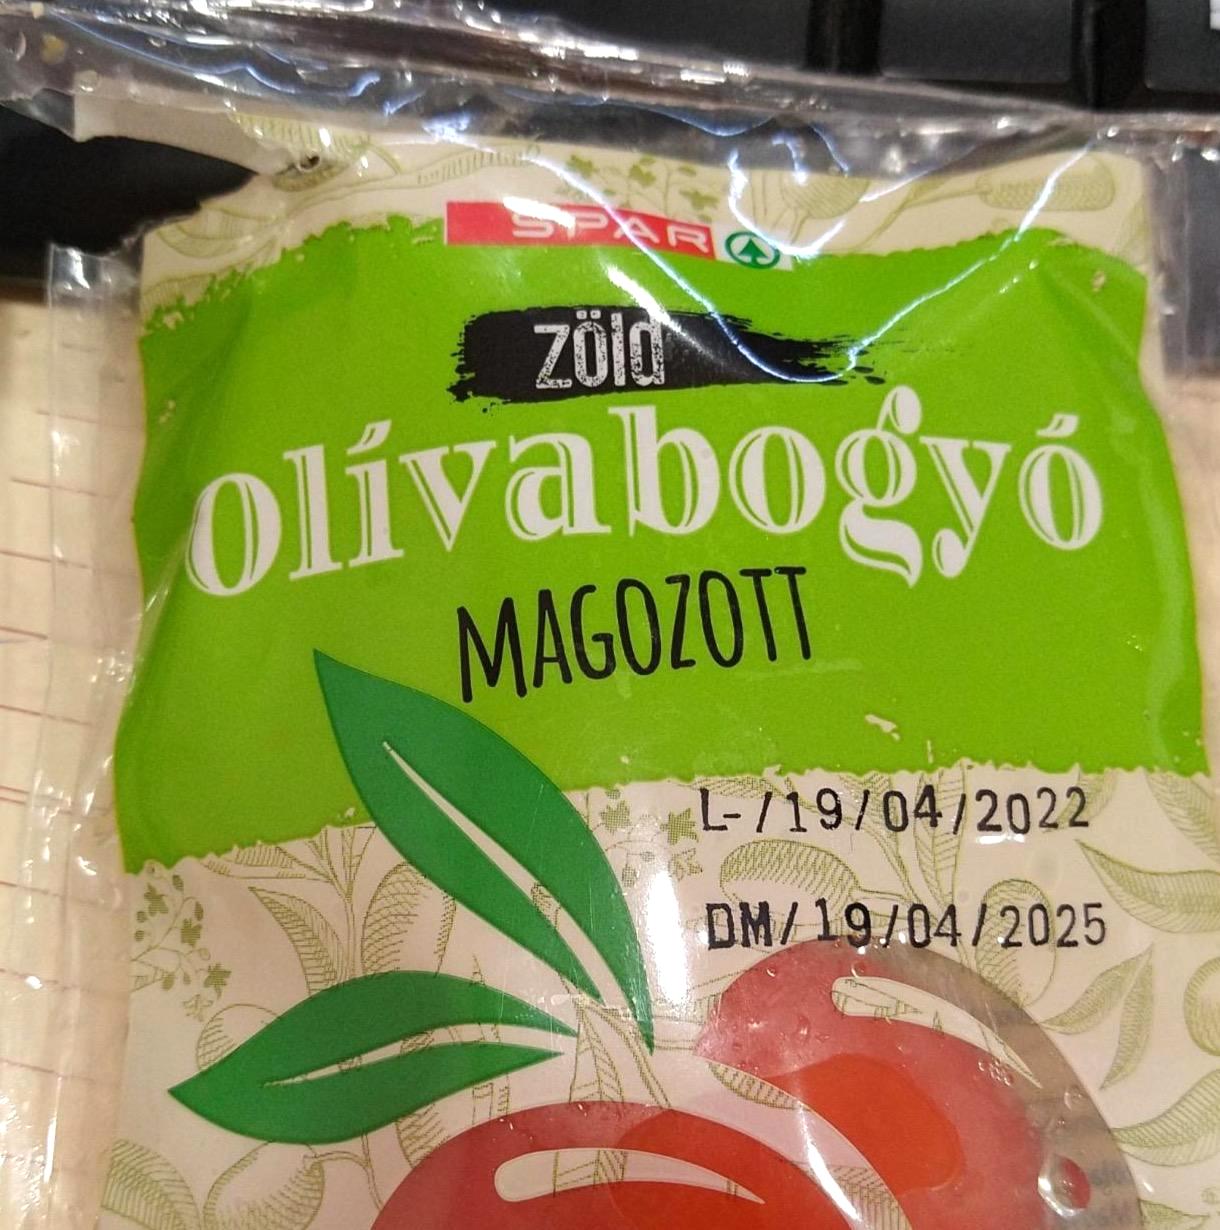 SPAR
zöld
Olívabogyó
MAGOZOTT
L-/19/04/2022
DM/19/04/2025